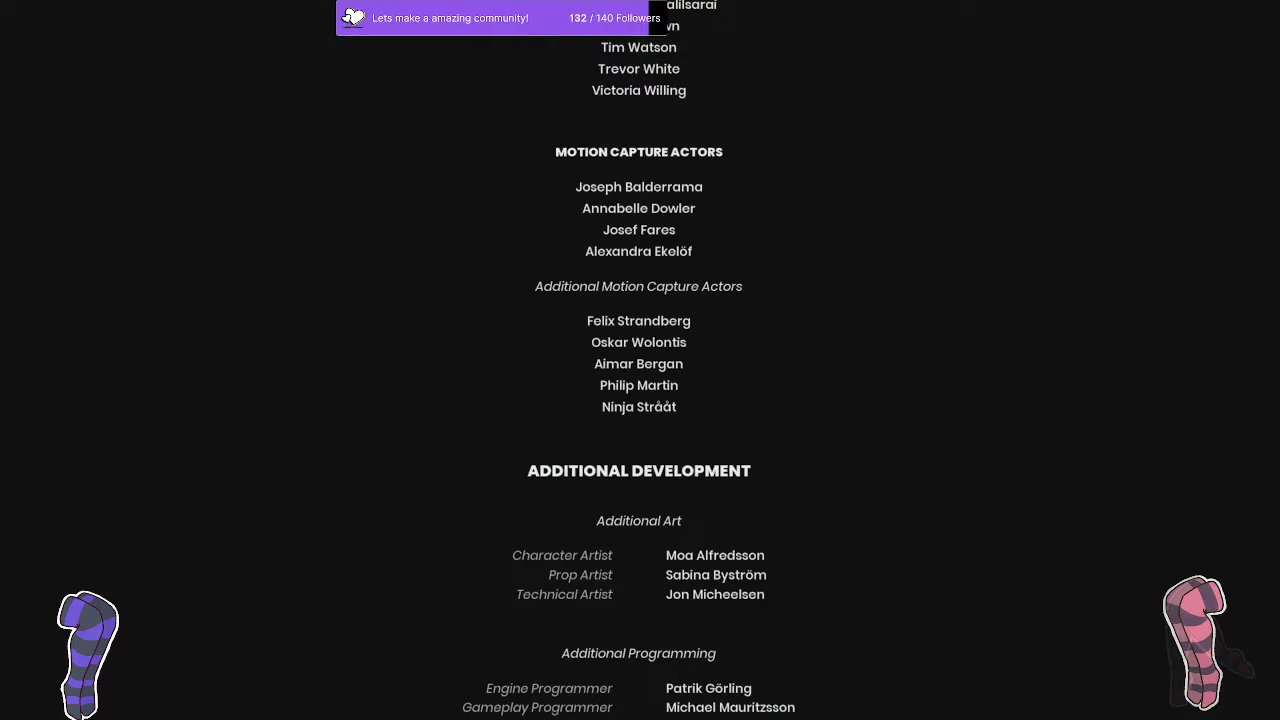 Lets make a amazing community! 132 / 140 Followers
Tim Watson
Trevor White
Victoria Willing
MOTION CAPTURE ACTORS
Joseph Balderrama
Annabelle Dowler
Josef Fares
Alexandra Ekelöf
Additional Motion Capture Actors
Felix Strandberg
Oskar Wolontis
Aimar Bergan
Philip Martin
Ninja Strååt
ADDITIONAL DEVELOPMENT
Additional Art
Character Artist Moa Alfredsson
Prop Artist Sabina Byström
Technical Artist Jon Micheelsen
Additional Programming
Engine Programmer Patrik Görling
Gameplay Programmer Michael Mauritzsson